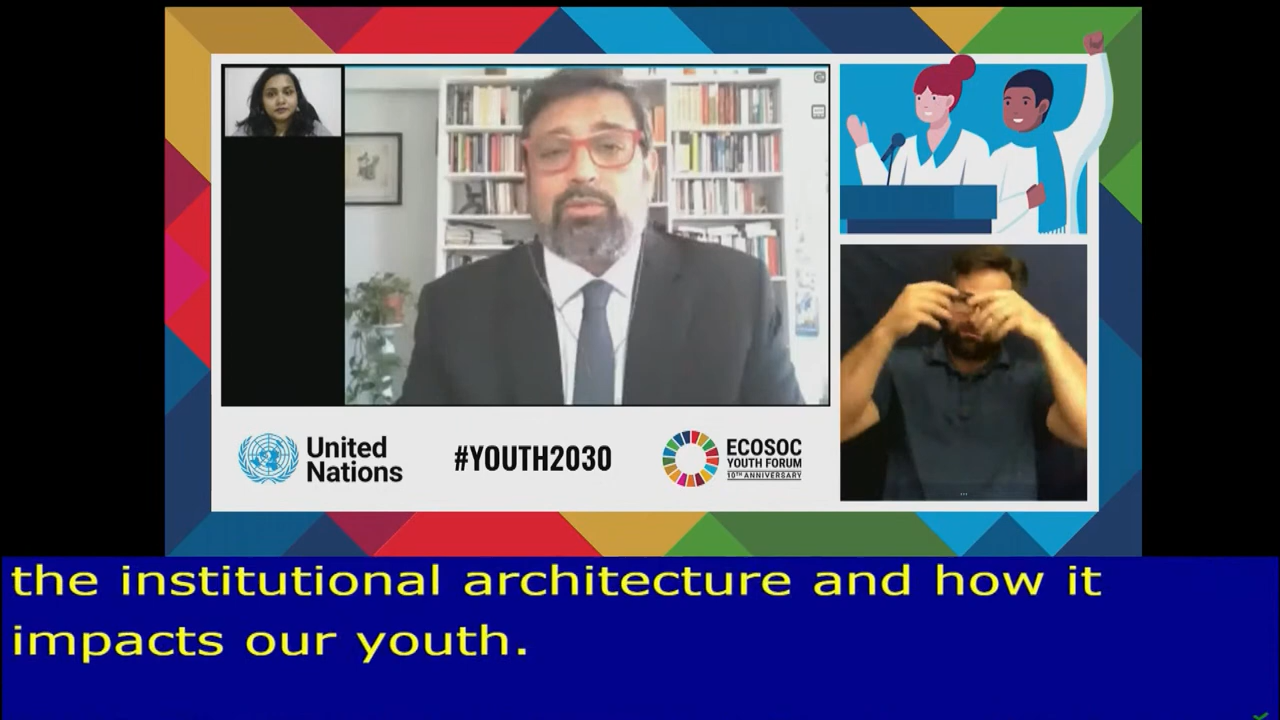 United
Nations
#YOUTH2030
ECOSOC
YOUTH FORUM
10TH ANNIVERSARY
the institutional architecture and how it
impacts our youth.